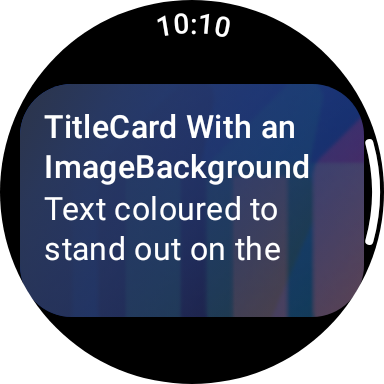 10:10
TitleCard With an
ImageBackground
Text coloured to
stand out on the